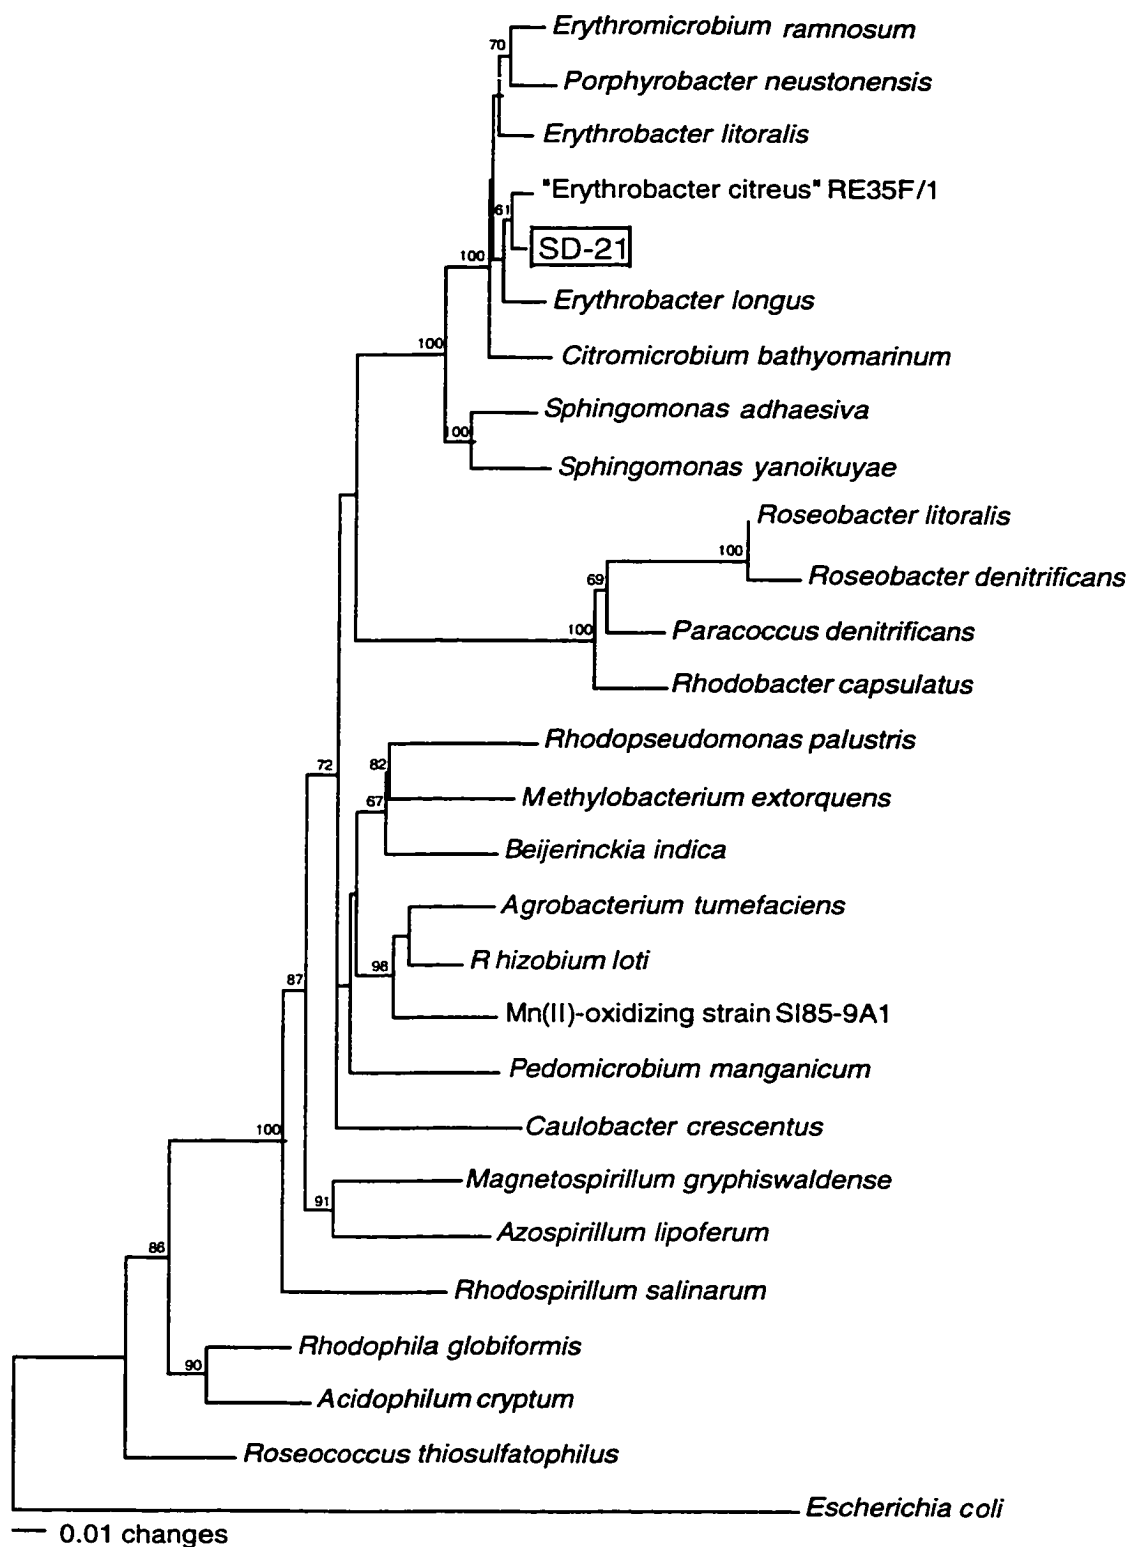 Erythromicrobium ramnosum
70
Porphyrobacter neustonensis
Erythrobacter litoralis
"Erythrobacter citreus" RE35F/1
61
SD-21
100
Erythrobacter longus
100
Citromicrobium bathyomarinum
Sphingomonas adhaesiva
100
Sphingomonas yanoikuyae
Roseobacter litoralis
100
Roseobacter denitrificans
69
Paracoccus denitrificans
100
Rhodobacter capsulatus
Rhodopseudomonas palustris
72
82
Methylobacterium extorquens
67
Beijerinckia indica
Agrobacterium tumefaciens
Rhizobium loti
98
87
Mn(II)-oxidizing strain SI85-9A1
Pedomicrobium manganicum
Caulobacter crescentus
100
Magnetospirillum gryphiswaldense
91
Azospirillum lipoferum
86
Rhodospirillum salinarum
Rhodophila globiformis
90
Acidophilum cryptum
Roseococcus thiosulfatophilus
Escherichia coli
0.01 changes